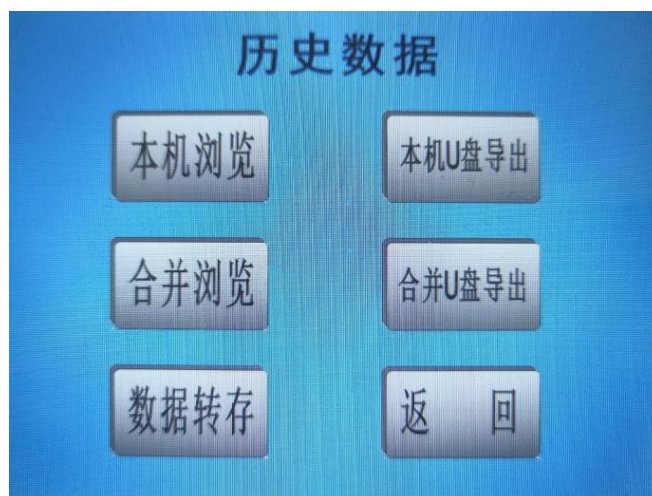 历史数据
本机浏览
本机U盘导出
合并浏览
合并U盘导出
数据转存
返 回